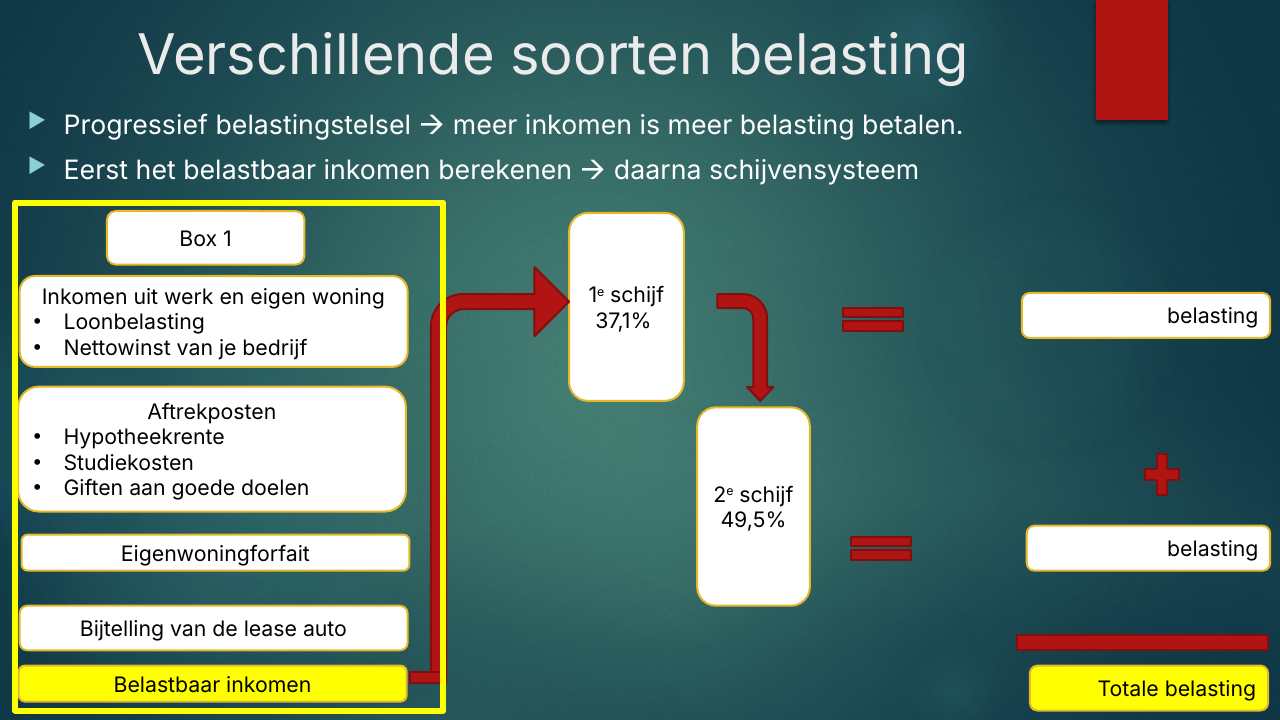 Verschillende soorten belasting
Progressief belastingstelsel → meer inkomen is meer belasting betalen.
Eerst het belastbaar inkomen berekenen → daarna schijvensysteem
Box 1
Inkomen uit werk en eigen woning
• Loonbelasting
• Nettowinst van je bedrijf
Aftrekposten
• Hypotheekrente
• Studiekosten
• Giften aan goede doelen
Eigenwoningforfait
Bijtelling van de lease auto
Belastbaar inkomen
1e schijf
37,1%
2e schijf
49,5%
belasting
belasting
Totale belasting